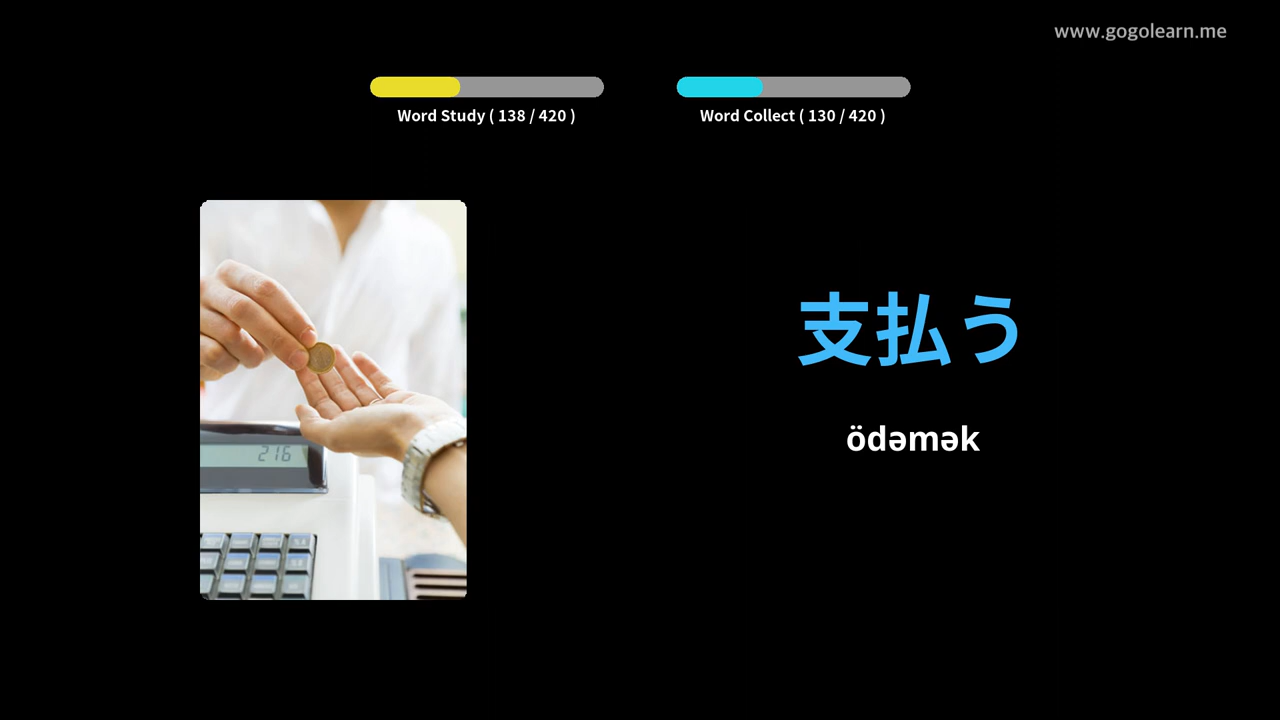 www.gogolearn.me
Word Study ( 138 / 420 )
Word Collect ( 130 / 420 )
支払う
ödəmək
216